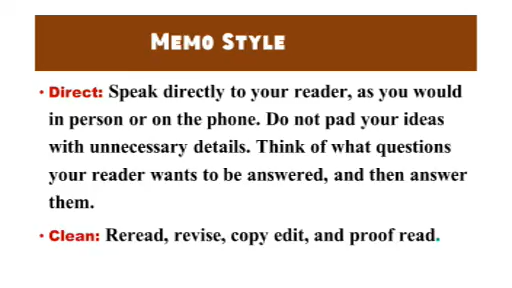 MEMO STYLE
• Direct: Speak directly to your reader, as you would
in person or on the phone. Do not pad your ideas
with unnecessary details. Think of what questions
your reader wants to be answered, and then answer
them.
• Clean: Reread, revise, copy edit, and proof read.